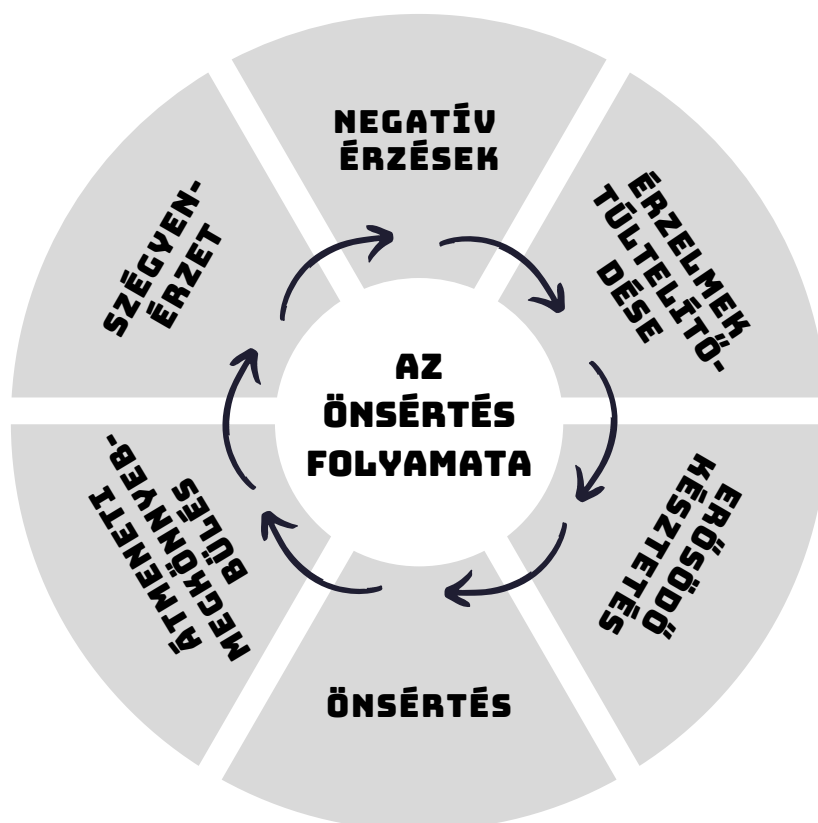 NEGATÍV
ÉRZÉSEK
ÉRZELMEK
TÚLTELÍTŐ-
DÉSE
ERŐSÖDŐ
KÉSZTETÉS
ÖNSÉRTÉS
ÁTMENETI
MEGKÖNNYEB-
BÜLÉS
SZÉGYEN-
ÉRZET
AZ
ÖNSÉRTÉS
FOLYAMATA